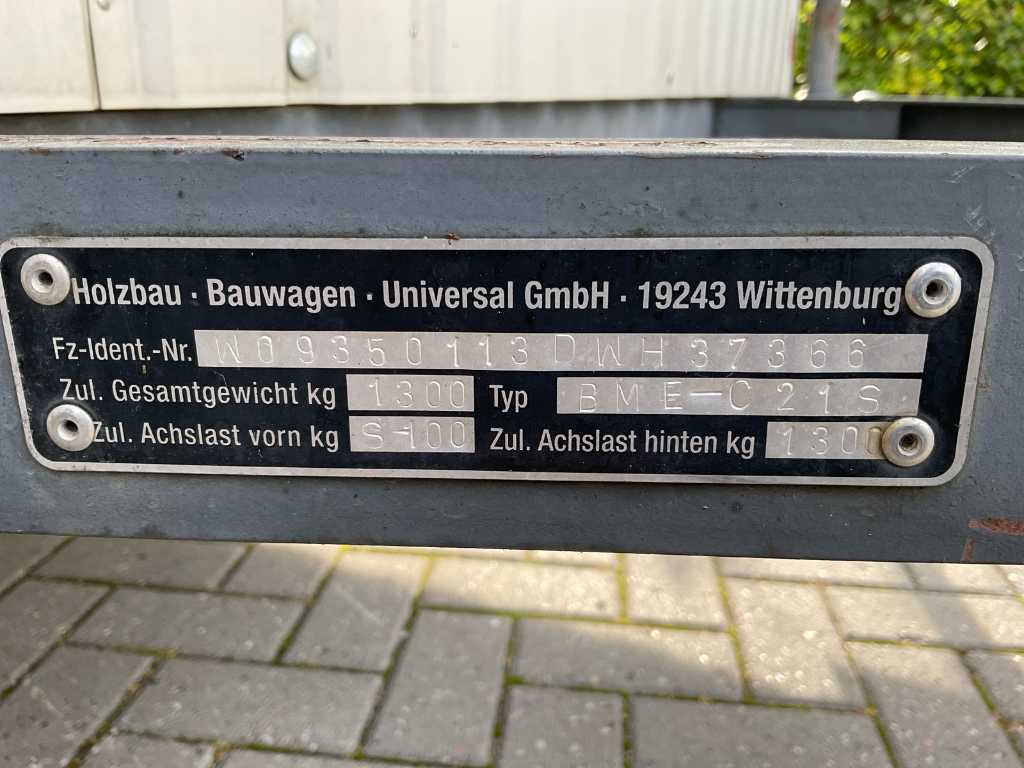 Holzbau · Bauwagen · Universal GmbH · 19243 Wittenburg
Fz-Ident.-Nr. W09350113DWH37366
Zul. Gesamtgewicht kg 1300 Typ BME-C21S
Zul. Achslast vorn kg S-100 Zul. Achslast hinten kg 1300